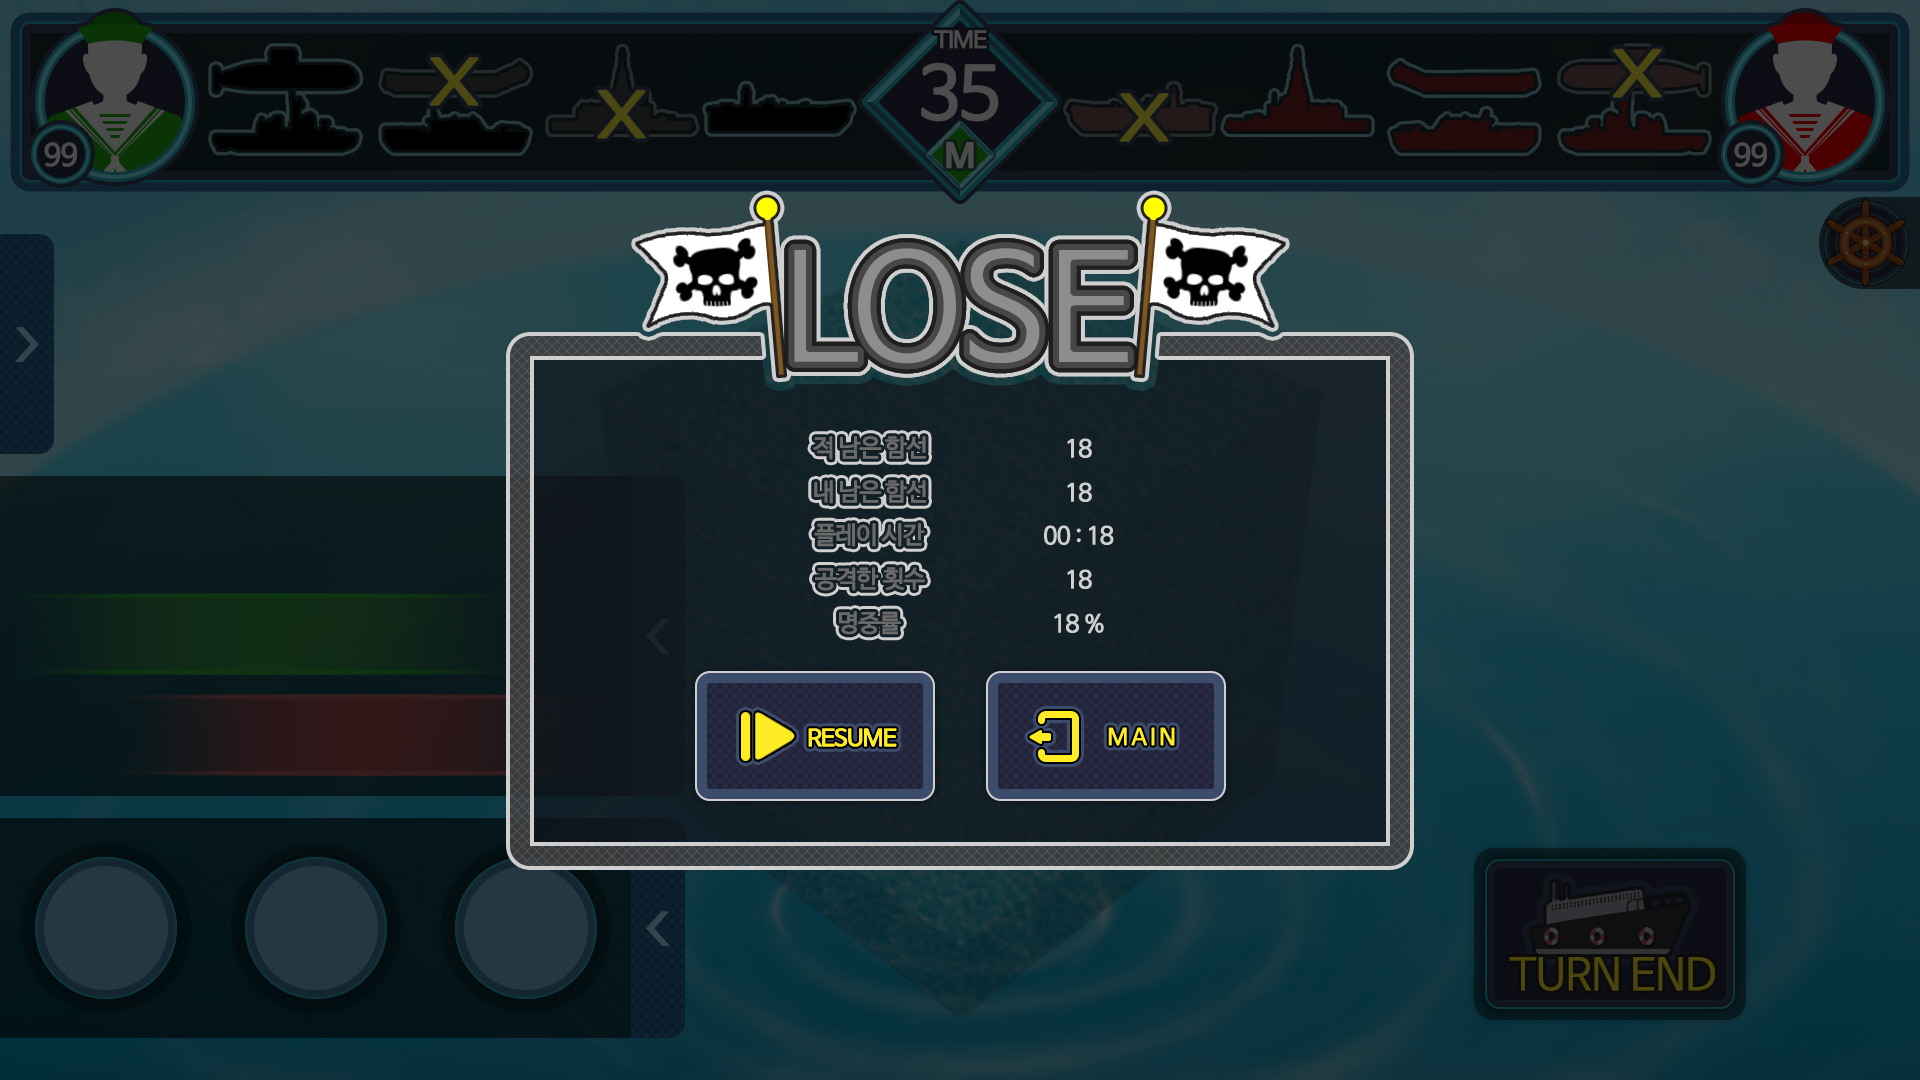 TIME
35
M
99
99
LOSE
적 남은 함선 18
내 남은 함선 18
플레이 시간 00 : 18
공격한 횟수 18
명중률 18 %
RESUME
MAIN
TURN END